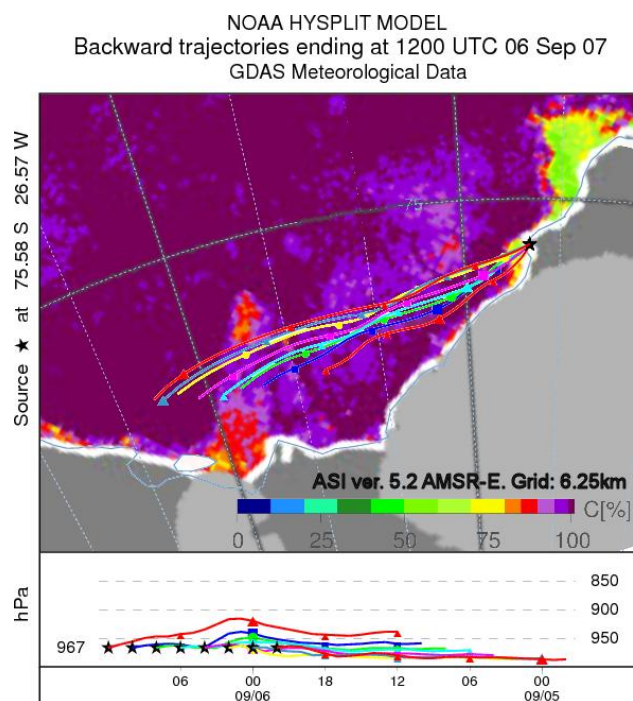 NOAA HYSPLIT MODEL
Backward trajectories ending at 1200 UTC 06 Sep 07
GDAS Meteorological Data
Source ★ at 75.58 S 26.57 W
75
ASI ver. 5.2 AMSR-E. Grid: 6.25km
C[%]
0 25 50 75 100
hPa
967
850
900
950
06 00 18 12 06 00
09/06 09/05